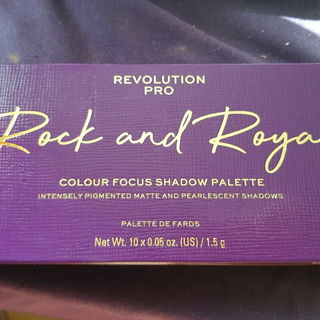 REVOLUTION
PRO
Rock and Roya
COLOUR FOCUS SHADOW PALETTE
INTENSELY PIGMENTED MATTE AND PEARLESCENT SHADOWS
PALETTE DE FARDS
Net Wt. 10 x 0.05 oz. (US) / 1.5 g